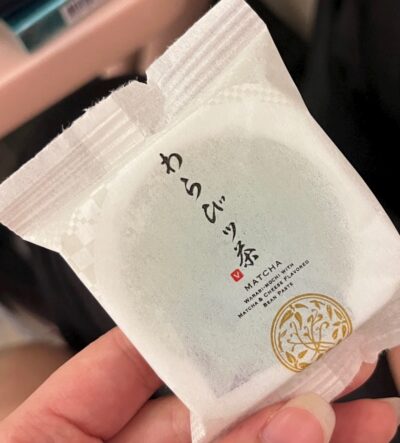 わらびッ茶
V
MATCHA
WARABI-MOCHI WITH
MATCHA & CHEESE FLAVORED
BEAN PASTE